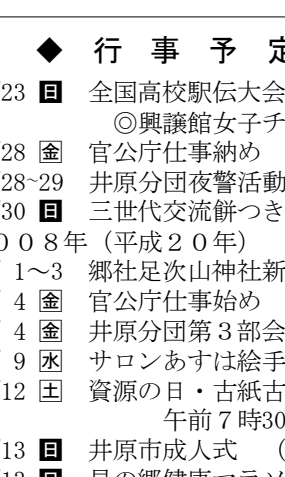 ◆ 行 事 予
23 日 全国高校駅伝大会
◎興譲館女子チ
28 金 官公庁仕事納め
28~29 井原分団夜警活動
30 日 三世代交流餅つき
００８年（平成２０年）
1～3 郷社足次山神社新
4 金 官公庁仕事始め
4 金 井原分団第３部会
9 水 サロンあすは絵手
12 土 資源の日・古紙古
午前７時30
13 日 井原市成人式 （